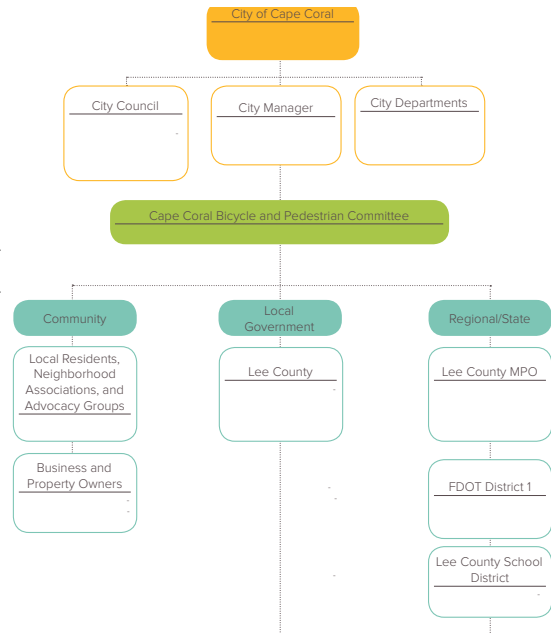 City of Cape Coral
City Council
City Manager
City Departments
Cape Coral Bicycle and Pedestrian Committee
Community
Local
Government
Regional/State
Local Residents,
Neighborhood
Associations, and
Advocacy Groups
Lee County
Lee County MPO
Business and
Property Owners
FDOT District 1
Lee County School
District